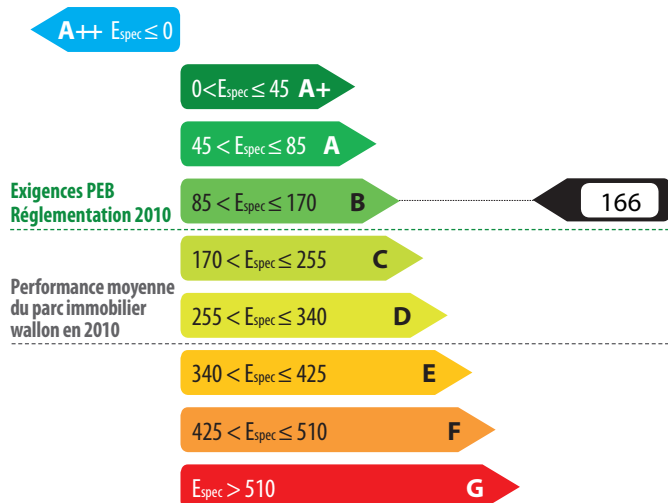 A++ Espec ≤ 0
0<Espec ≤ 45 A+
45 < Espec ≤ 85 A
Exigences PEB
Réglementation 2010
85 < Espec ≤ 170 B
166
170 < Espec ≤ 255 C
Performance moyenne
du parc immobilier
wallon en 2010
255 < Espec ≤ 340 D
340 < Espec ≤ 425 E
425 < Espec ≤ 510 F
Espec > 510 G